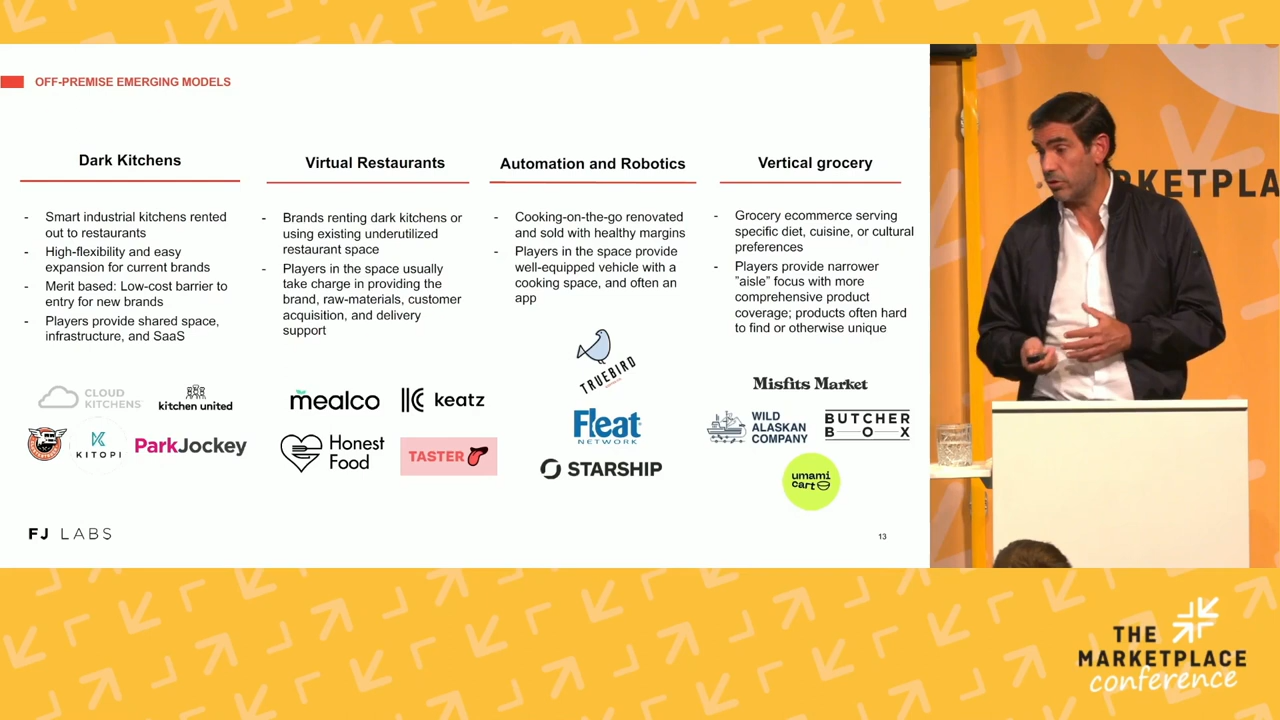 OFF-PREMISE EMERGING MODELS
Dark Kitchens
- Smart industrial kitchens rented
out to restaurants
- High-flexibility and easy
expansion for current brands
- Merit based: Low-cost barrier to
entry for new brands
- Players provide shared space,
infrastructure, and SaaS
CLOUD
KITCHENS
kitchen united
KITOPI
ParkJockey
Virtual Restaurants
- Brands renting dark kitchens or
using existing underutilized
restaurant space
- Players in the space usually
take charge in providing the
brand, raw-materials, customer
acquisition, and delivery
support
mealco
keatz
Honest
Food
TASTER
Automation and Robotics
- Cooking-on-the-go renovated
and sold with healthy margins
- Players in the space provide
well-equipped vehicle with a
cooking space, and often an
app
TRUEBIRD
Fleat
NETWORK
STARSHIP
Vertical grocery
- Grocery ecommerce serving
specific diet, cuisine, or cultural
preferences
- Players provide narrower
"aisle" focus with more
comprehensive product
coverage; products often hard
to find or otherwise unique
Misfits Market
WILD
ALASKAN
COMPANY
BUTCHER
BOX
umami
cart
FJ LABS
13
RKETPLA
THE
MARKETPLACE
conference